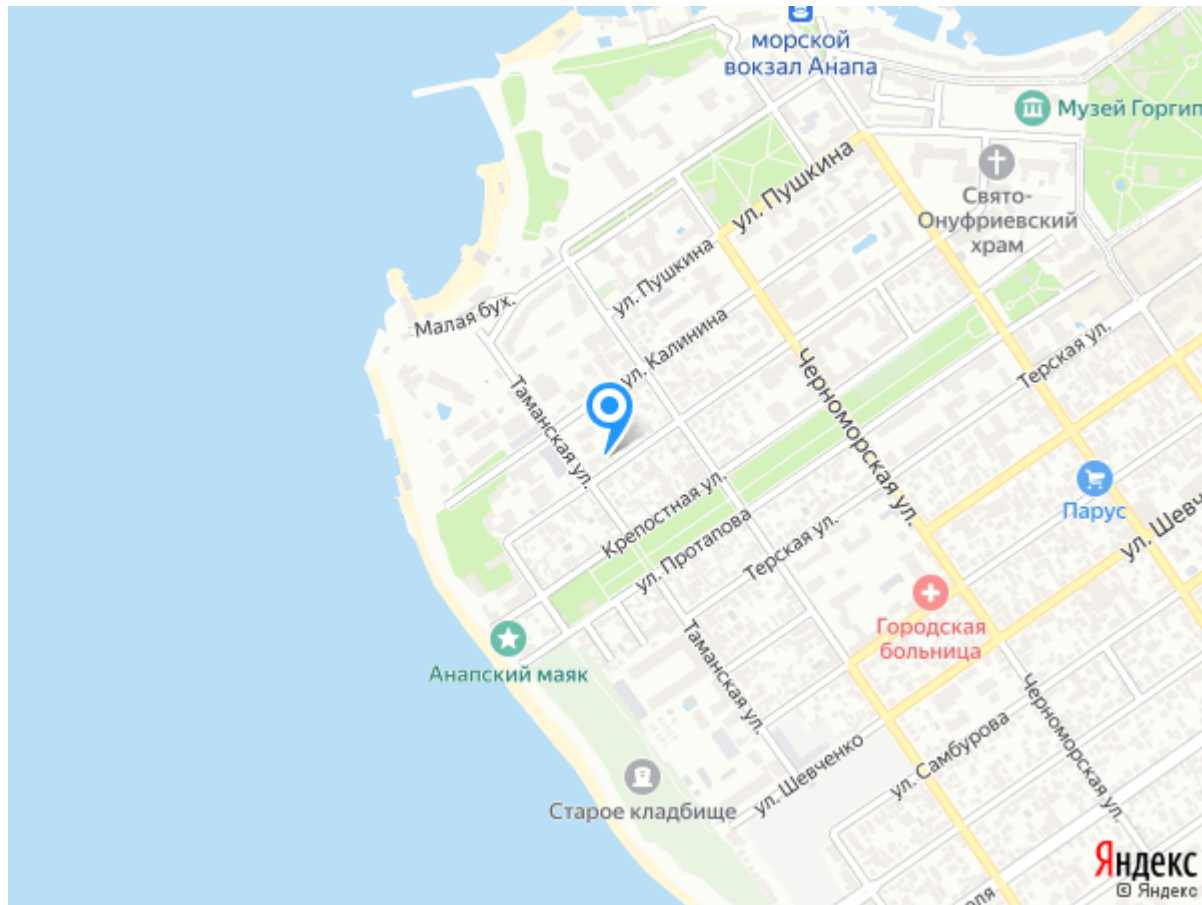 морской
вокзал Анапа
Музей Горгип
ул. Пушкина
Свято-
Онуфриевский
храм
ул. Пушкина
Малая бух.
ул. Калинина
Терская ул.
Черноморская ул.
Таманская ул.
Парус
Крепостная ул.
ул. Шевч
ул. Протапова
Терская ул.
Городская
больница
Анапский маяк
Таманская ул.
Черноморская ул.
ул. Самбурова
ул. Шевченко
Старое кладбище
Яндекс
© Яндекс